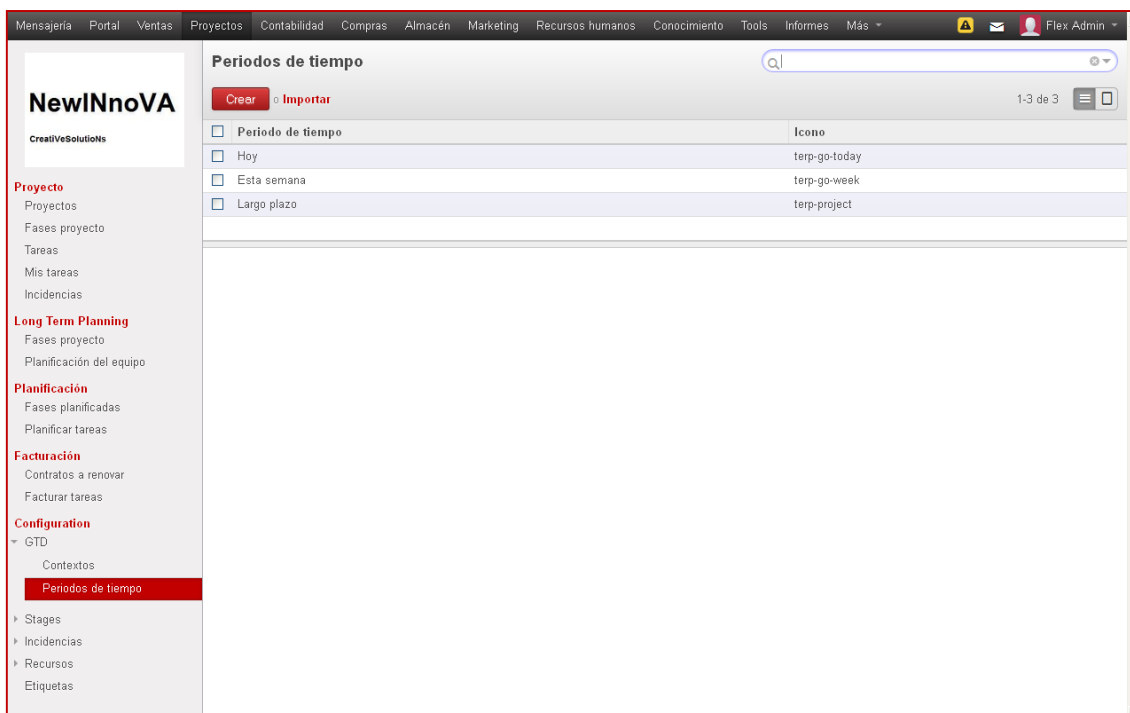 Mensajería Portal Ventas Proyectos Contabilidad Compras Almacén Marketing Recursos humanos Conocimiento Tools Informes Más Flex Admin
NewINnoVA
CreatiVeSolutioNs
Periodos de tiempo
Crear o Importar 1-3 de 3
Periodo de tiempo Icono
Hoy terp-go-today
Esta semana terp-go-week
Largo plazo terp-project
Proyecto
Proyectos
Fases proyecto
Tareas
Mis tareas
Incidencias
Long Term Planning
Fases proyecto
Planificación del equipo
Planificación
Fases planificadas
Planificar tareas
Facturación
Contratos a renovar
Facturar tareas
Configuration
GTD
Contextos
Periodos de tiempo
Stages
Incidencias
Recursos
Etiquetas